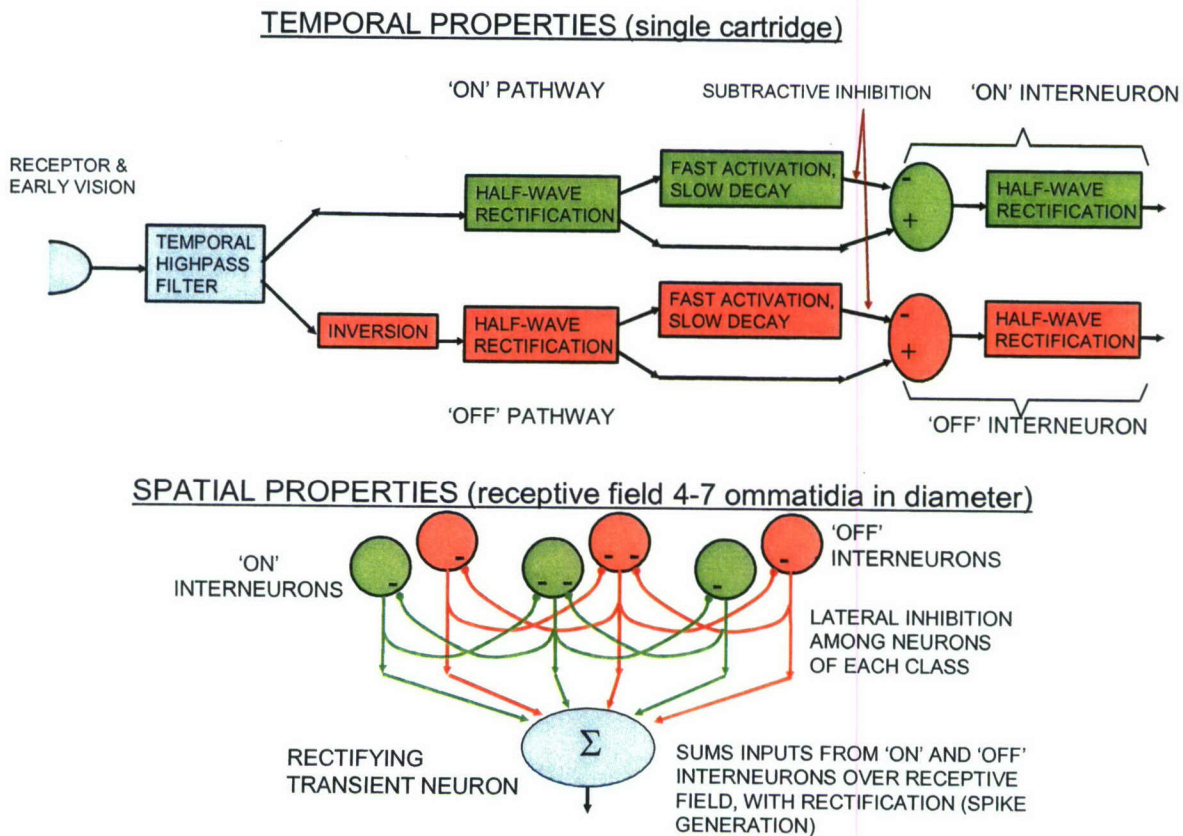 TEMPORAL PROPERTIES (single cartridge)
'ON' PATHWAY
SUBTRACTIVE INHIBITION
'ON' INTERNEURON
RECEPTOR &
EARLY VISION
TEMPORAL
HIGHPASS
FILTER
HALF-WAVE
RECTIFICATION
FAST ACTIVATION,
SLOW DECAY
-
+
HALF-WAVE
RECTIFICATION
INVERSION
HALF-WAVE
RECTIFICATION
FAST ACTIVATION,
SLOW DECAY
-
+
HALF-WAVE
RECTIFICATION
'OFF' PATHWAY
'OFF' INTERNEURON
SPATIAL PROPERTIES (receptive field 4-7 ommatidia in diameter)
'ON'
INTERNEURONS
- - - - - - - -
'OFF'
INTERNEURONS
LATERAL INHIBITION
AMONG NEURONS
OF EACH CLASS
Σ
RECTIFYING
TRANSIENT NEURON
SUMS INPUTS FROM 'ON' AND 'OFF'
INTERNEURONS OVER RECEPTIVE
FIELD, WITH RECTIFICATION (SPIKE
GENERATION)